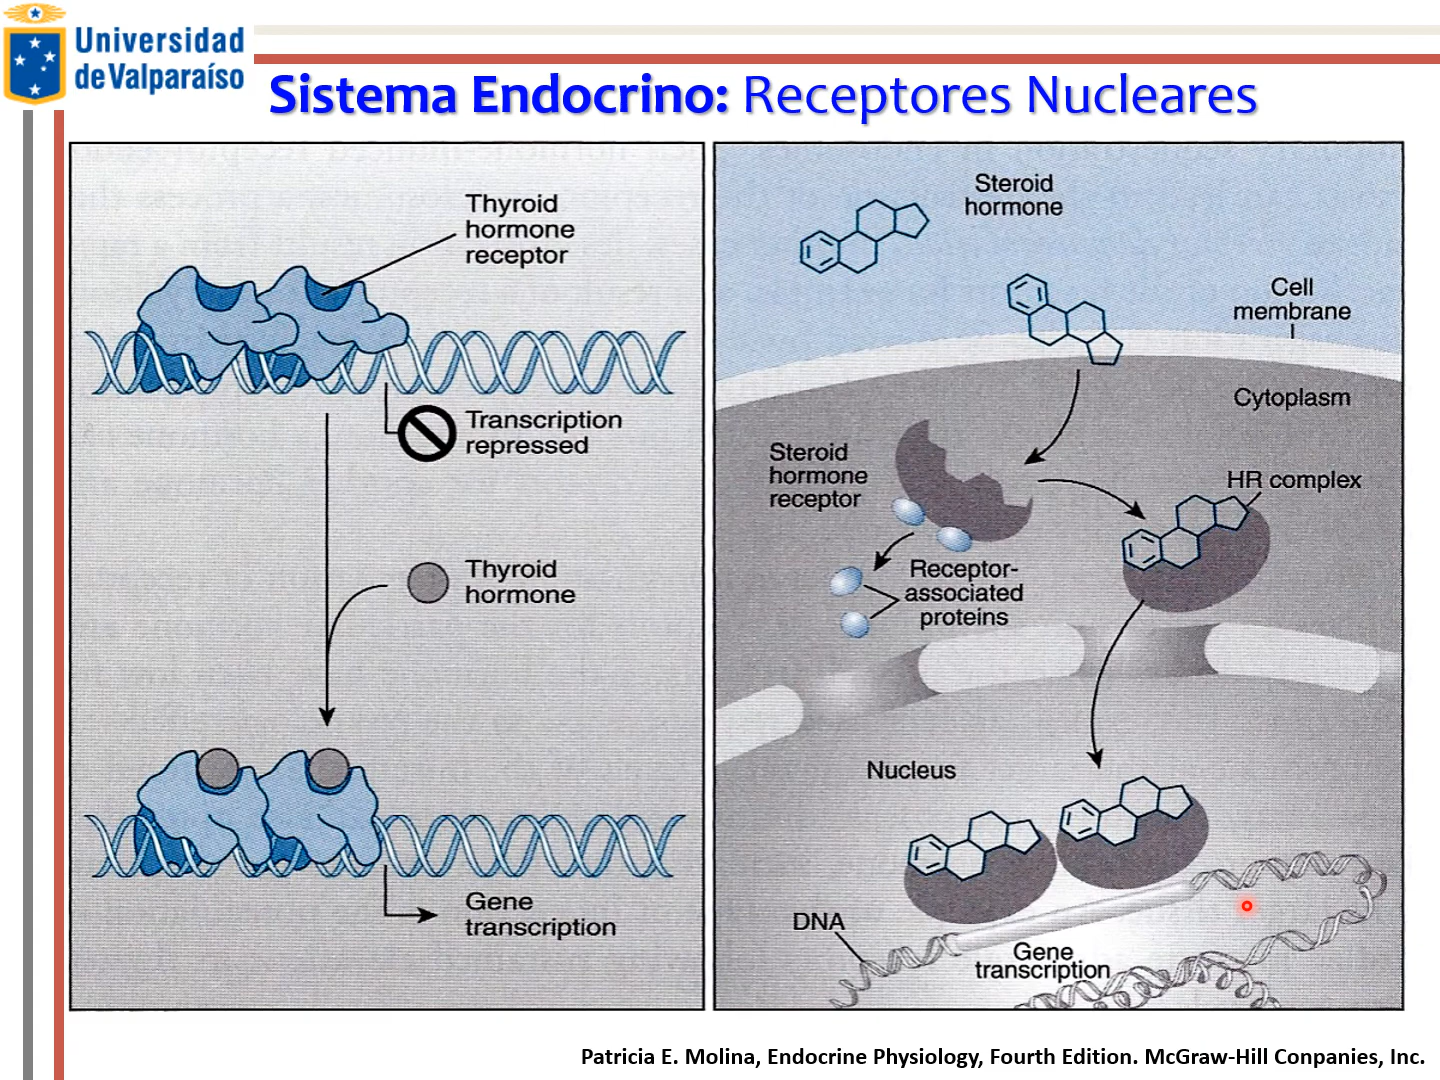 Universidad
de Valparaíso
Sistema Endocrino: Receptores Nucleares
Thyroid
hormone
receptor
Transcription
repressed
Thyroid
hormone
Gene
transcription
Steroid
hormone
Cell
membrane
Cytoplasm
Steroid
hormone
receptor
HR complex
Receptor-
associated
proteins
Nucleus
DNA
Gene
transcription
Patricia E. Molina, Endocrine Physiology, Fourth Edition. McGraw-Hill Conpanies, Inc.